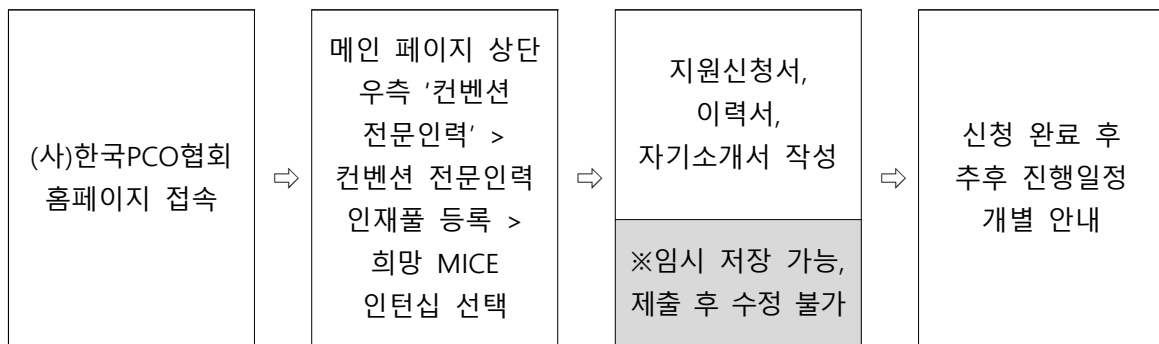 (사)한국PCO협회
홈페이지 접속
⇨
메인 페이지 상단
우측 '컨벤션
전문인력' >
컨벤션 전문인력
인재풀 등록 >
희망 MICE
인턴십 선택
⇨
지원신청서,
이력서,
자기소개서 작성
※임시 저장 가능,
제출 후 수정 불가
⇨
신청 완료 후
추후 진행일정
개별 안내